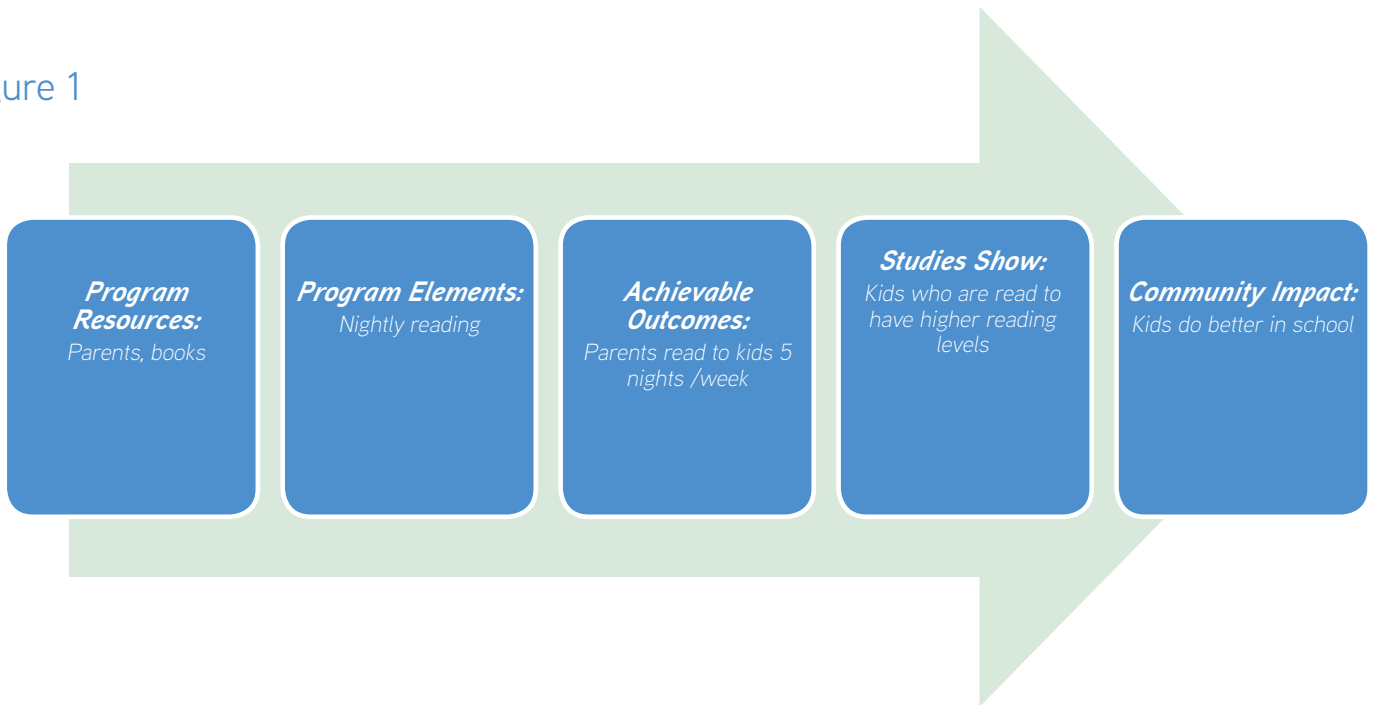 ure 1
Program
Resources:
Parents, books
Program Elements:
Nightly reading
Achievable
Outcomes:
Parents read to kids 5
nights /week
Studies Show:
Kids who are read to
have higher reading
levels
Community Impact:
Kids do better in school